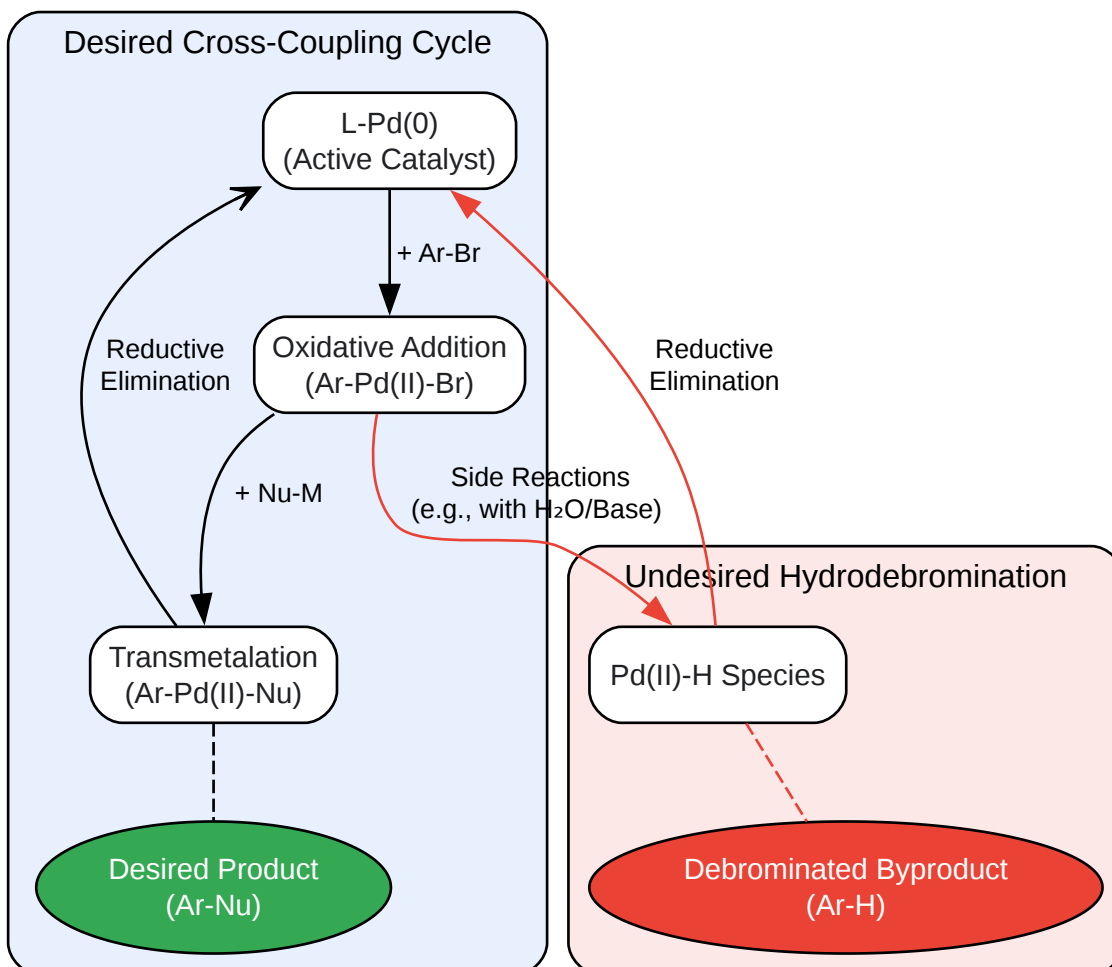 Desired Cross-Coupling Cycle
L-Pd(0)
(Active Catalyst)
+ Ar-Br
Oxidative Addition
(Ar-Pd(II)-Br)
Reductive
Elimination
Reductive
Elimination
+ Nu-M
Side Reactions
(e.g., with H₂O/Base)
Undesired Hydrodebromination
Transmetalation
(Ar-Pd(II)-Nu)
Pd(II)-H Species
Desired Product
(Ar-Nu)
Debrominated Byproduct
(Ar-H)